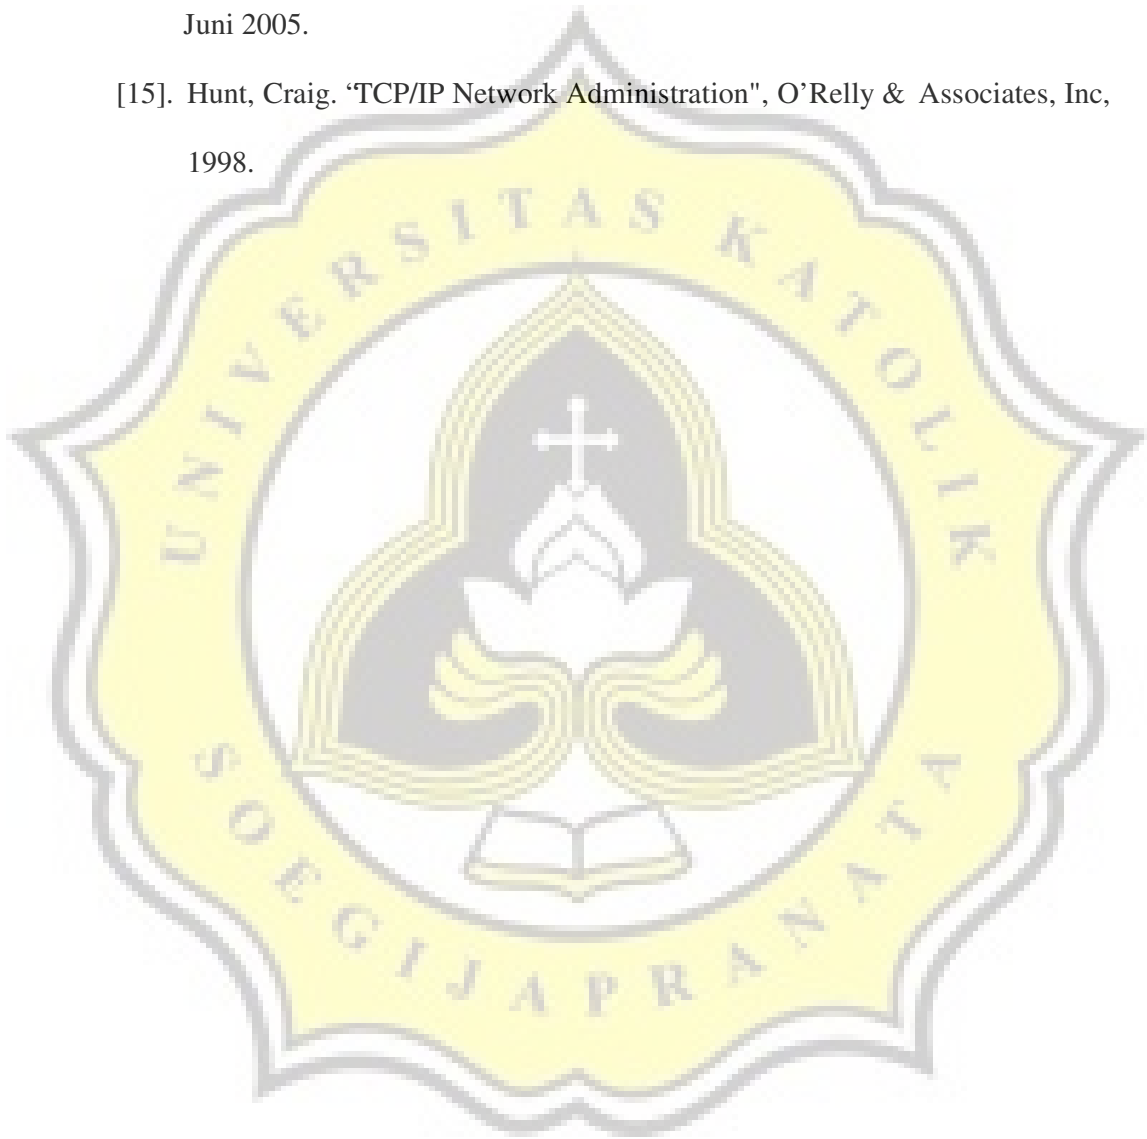 Juni 2005.
[15]. Hunt, Craig. “TCP/IP Network Administration", O’Relly & Associates, Inc,
1998.
UNIVERSITAS KATOLIK
SOEGIJAPRANATA